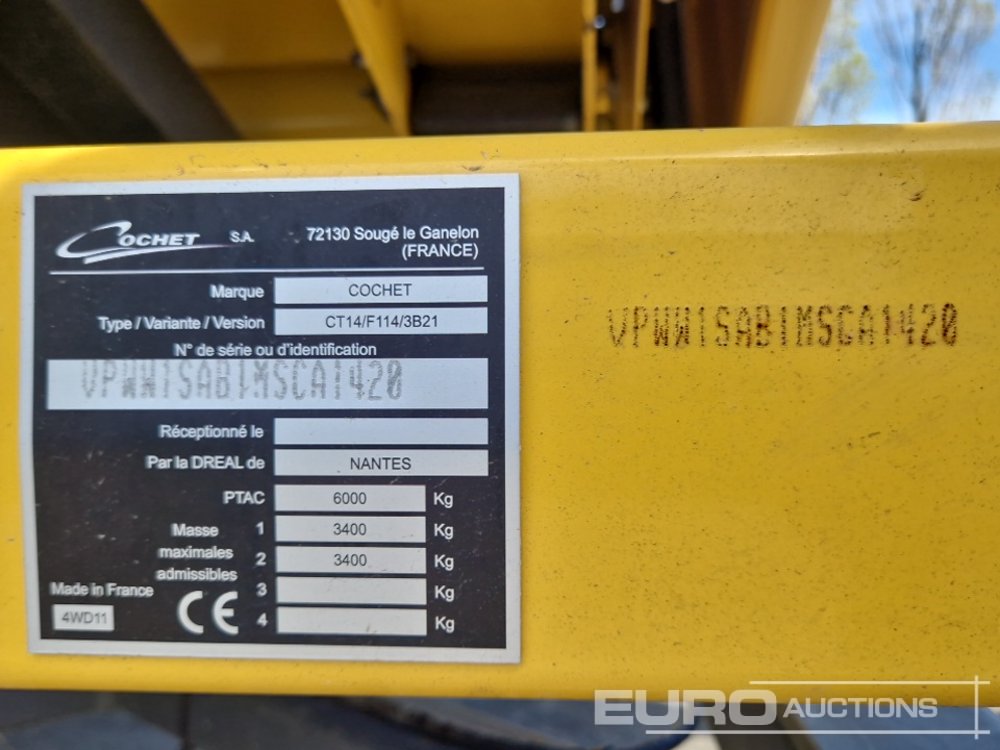 COCHET S.A.
72130 Sougé le Ganelon
(FRANCE)
Marque COCHET
Type / Variante / Version CT14/F114/3B21
N° de série ou d'identification
VPWW1SAB1MSCA1420
Réceptionné le
Par la DREAL de NANTES
PTAC 6000 Kg
Masse maximales admissibles
1 3400 Kg
2 3400 Kg
3 Kg
4 Kg
Made in France
4WD11
CE
VPWW1SAB1MSCA1420
EURO AUCTIONS